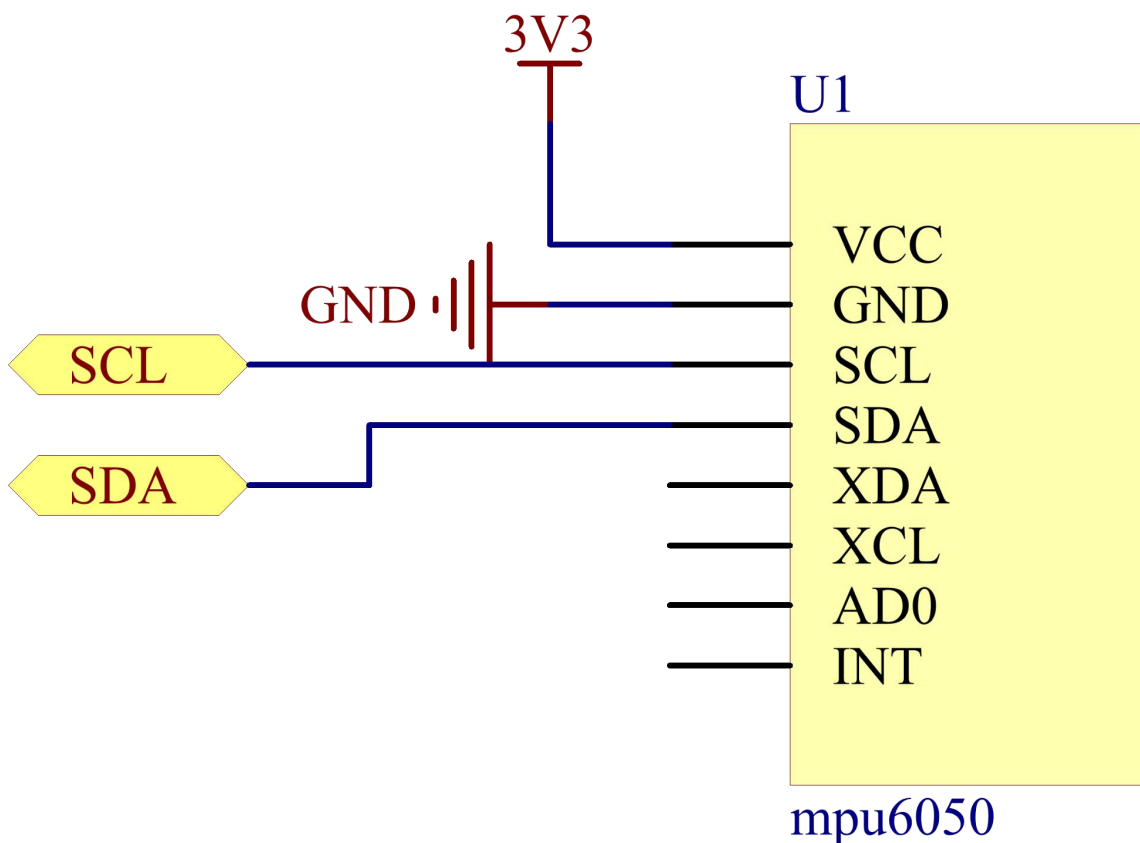 3V3
U1
VCC
GND GND
SCL SCL
SDA
SDA XDA
XCL
AD0
INT
mpu6050